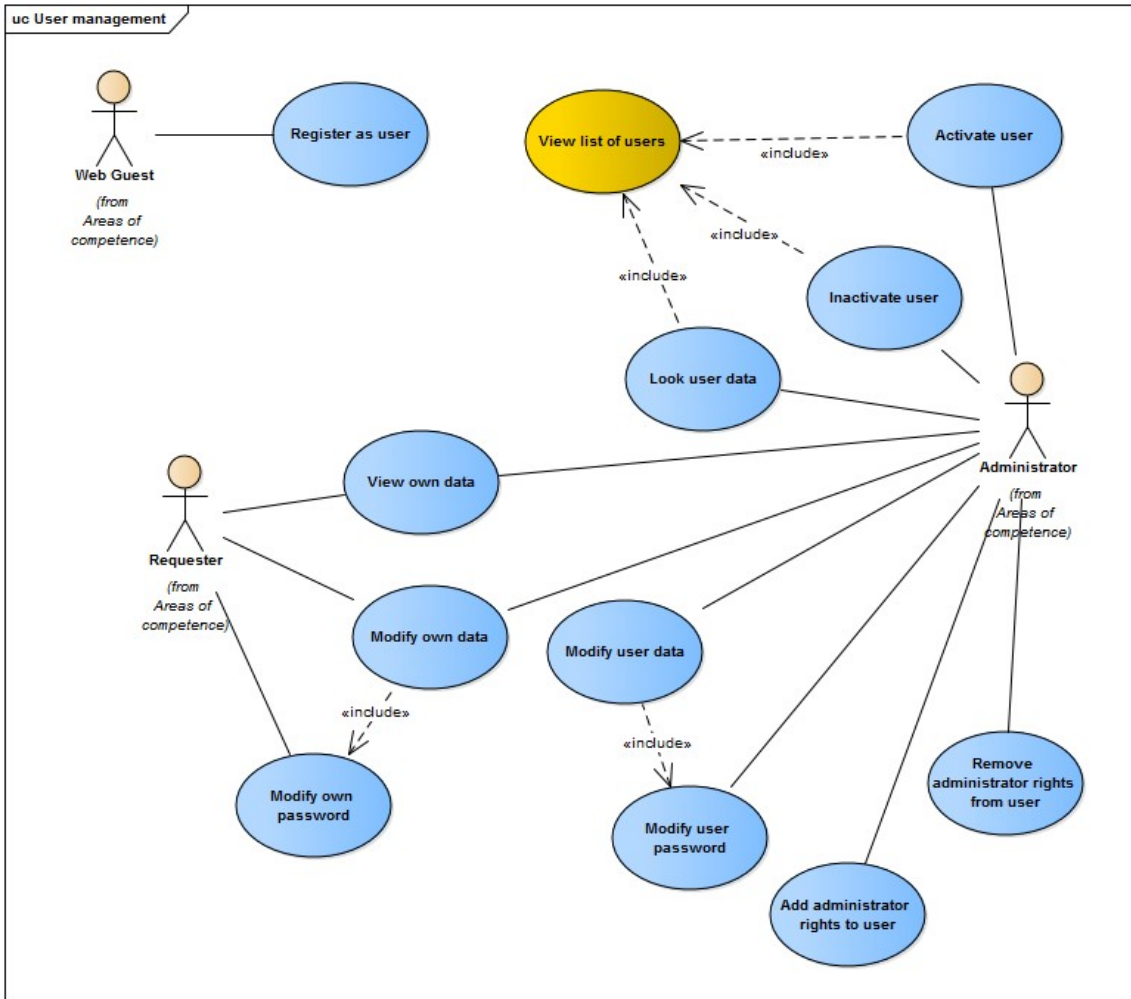 uc User management
Web Guest
(from
Areas of
competence)
Register as user
View list of users
Activate user
«include»
«include»
«include»
Inactivate user
Look user data
Administrator
(from
Areas of
competence)
View own data
Requester
(from
Areas of
competence)
Modify own data
Modify user data
«include»
«include»
Modify own
password
Modify user
password
Remove
administrator rights
from user
Add administrator
rights to user